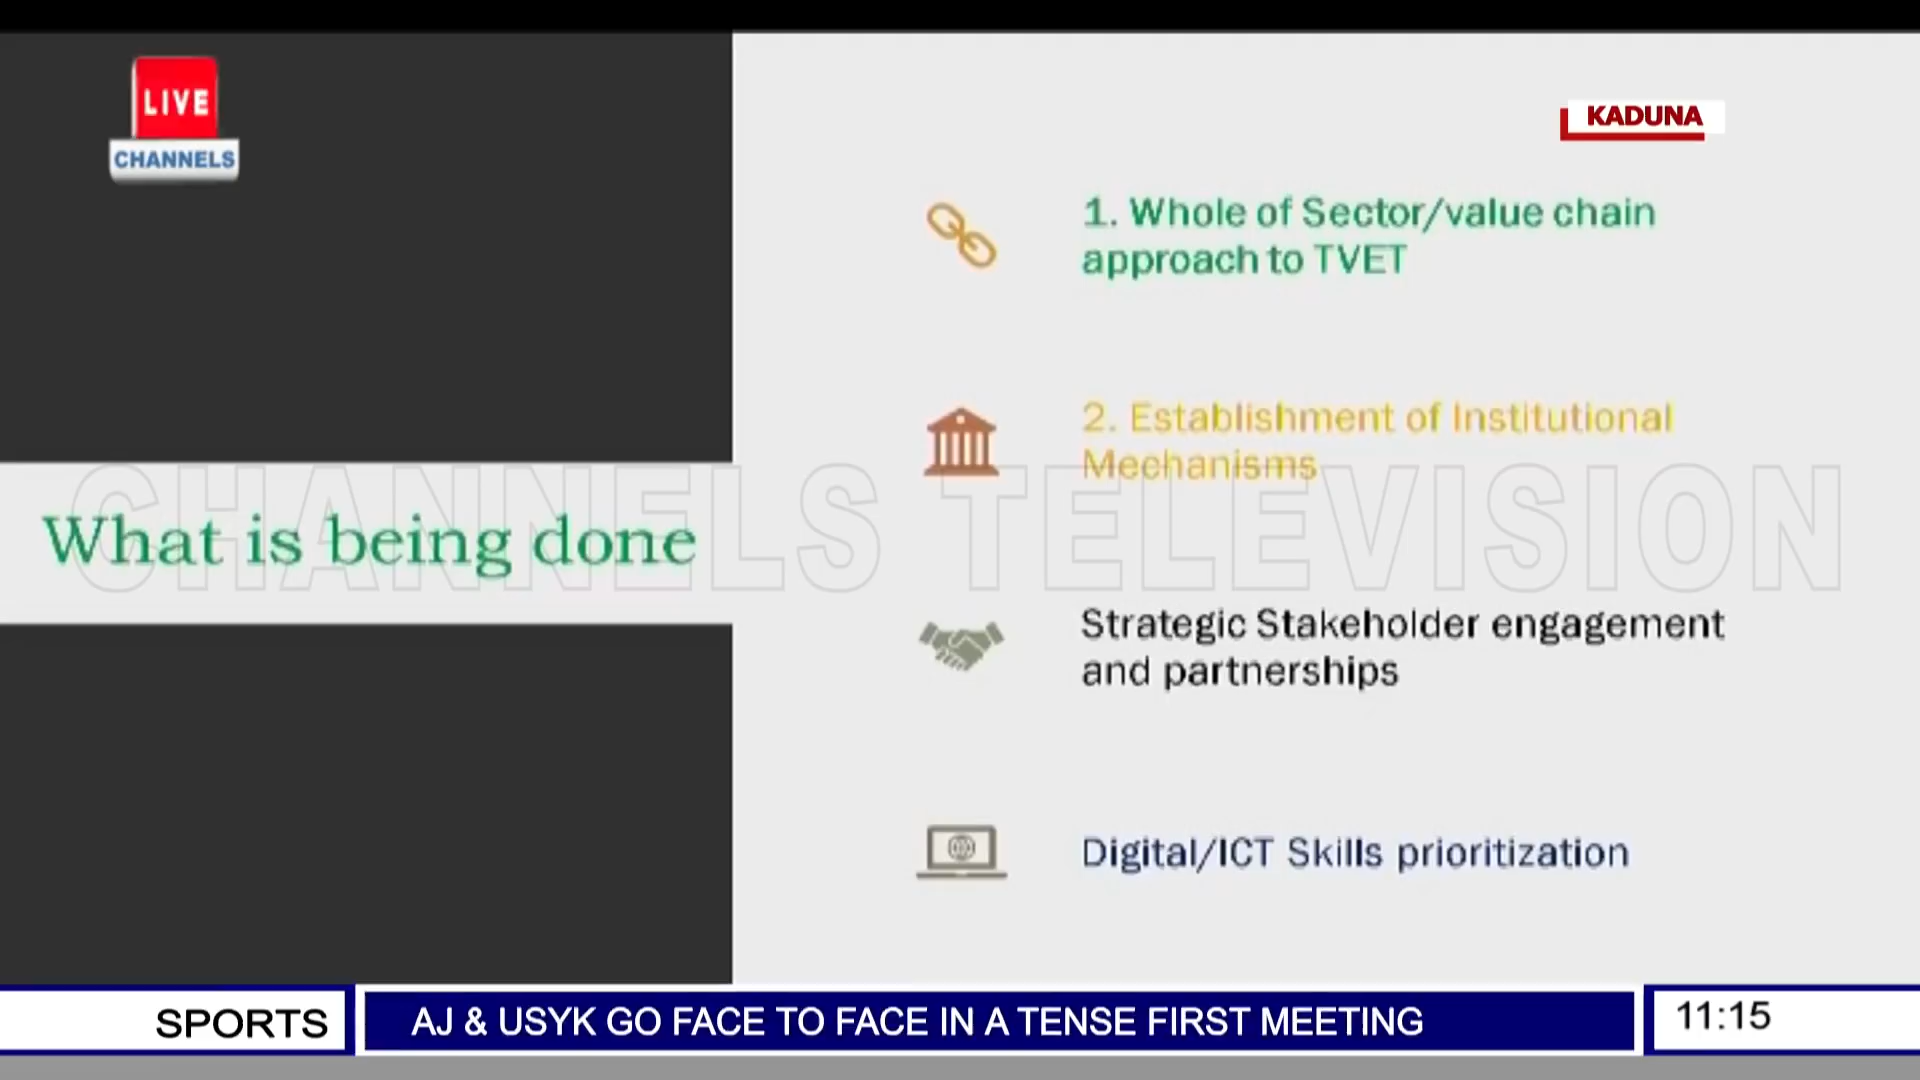 LIVE
CHANNELS
KADUNA
1. Whole of Sector/value chain
approach to TVET
2. Establishment of Institutional
Mechanisms
CHANNELS TELEVISION
What is being done
Strategic Stakeholder engagement
and partnerships
Digital/ICT Skills prioritization
SPORTS
AJ & USYK GO FACE TO FACE IN A TENSE FIRST MEETING
11:15